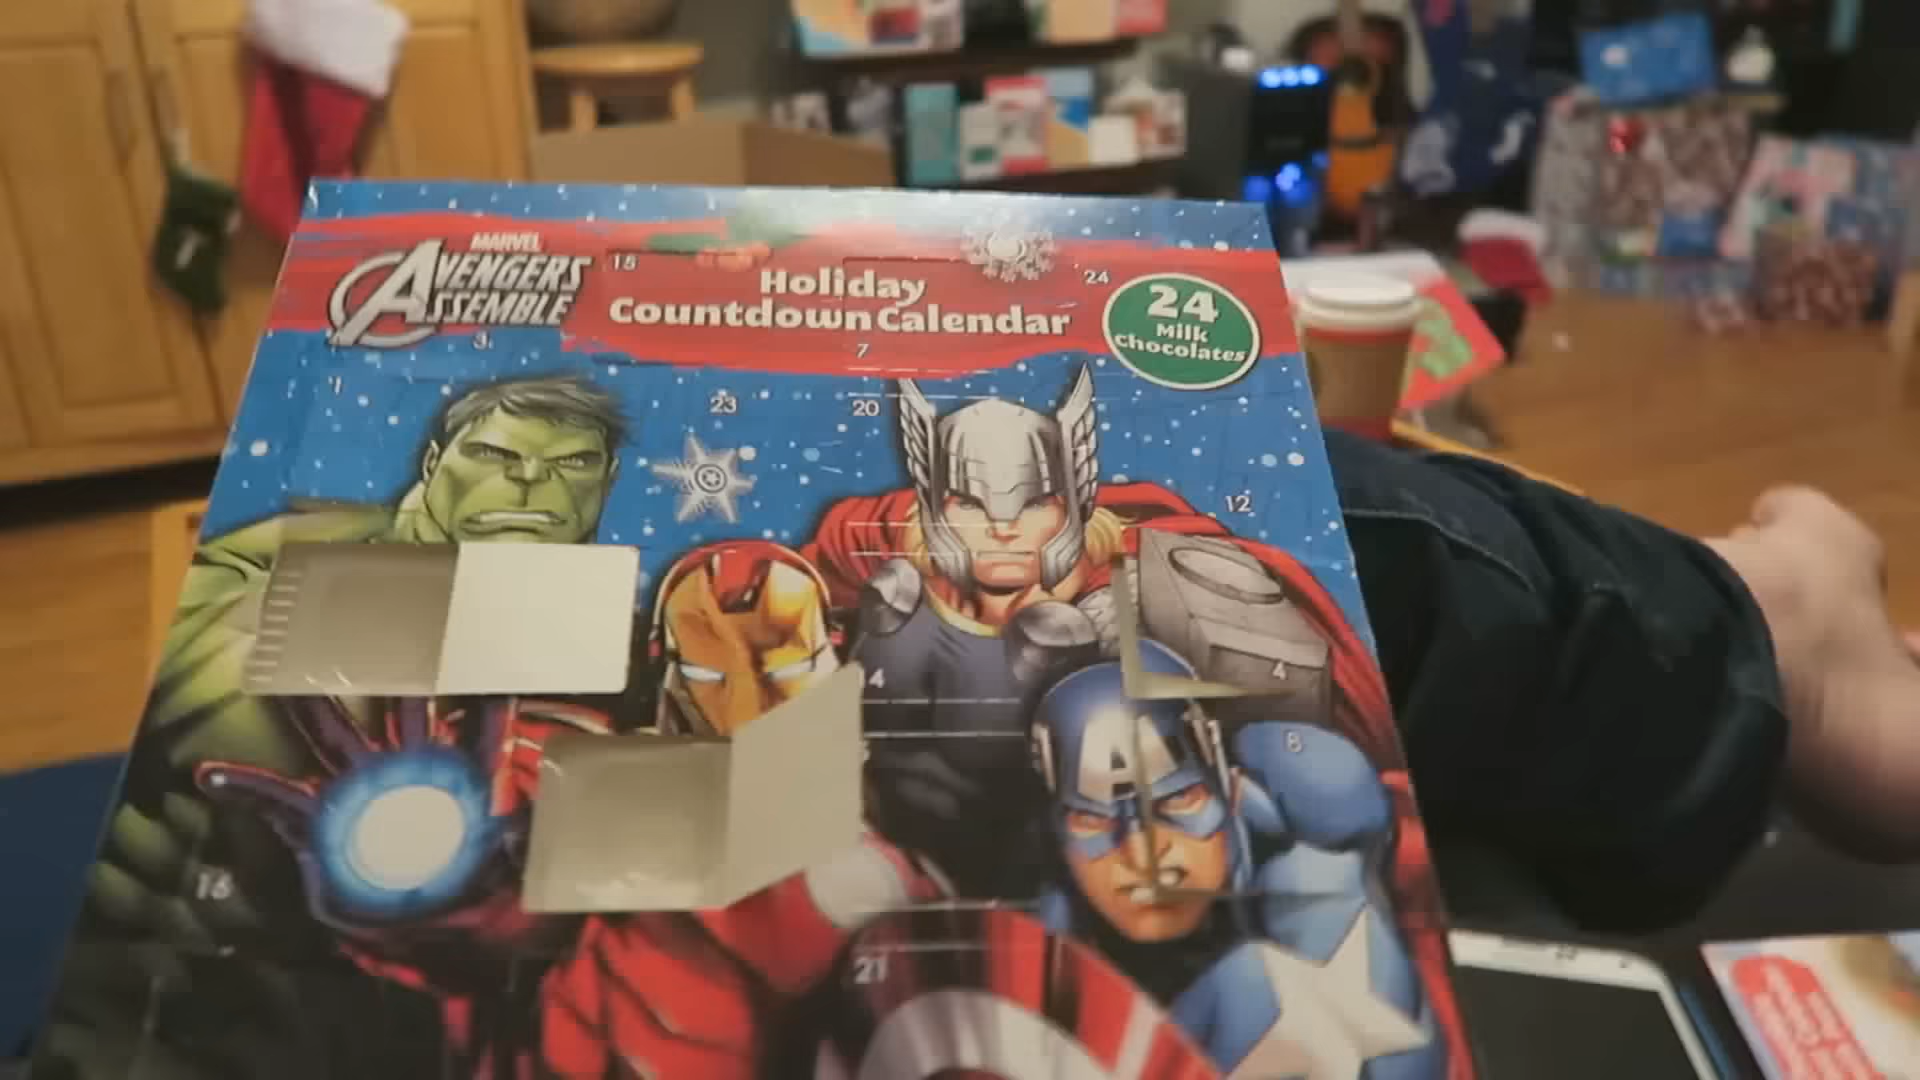 MARVEL
AVENGERS
ASSEMBLE
15
Holiday
Countdown Calendar
24
24
Milk
Chocolates
3
7
1
23
20
12
14
4
8
16
21
A